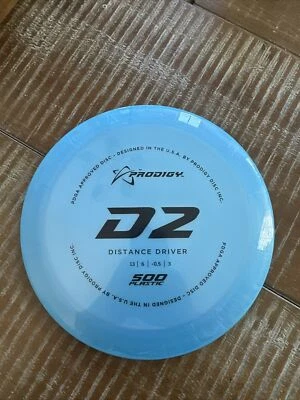 PDGA APPROVED DISC - DESIGNED IN THE U.S.A. BY PRODIGY DISC INC.
PRODIGY
D2
DISTANCE DRIVER
13 | 6 | -0.5 | 3
500
PLASTIC
PDGA APPROVED DISC - DESIGNED IN THE U.S.A. BY PRODIGY DISC INC.